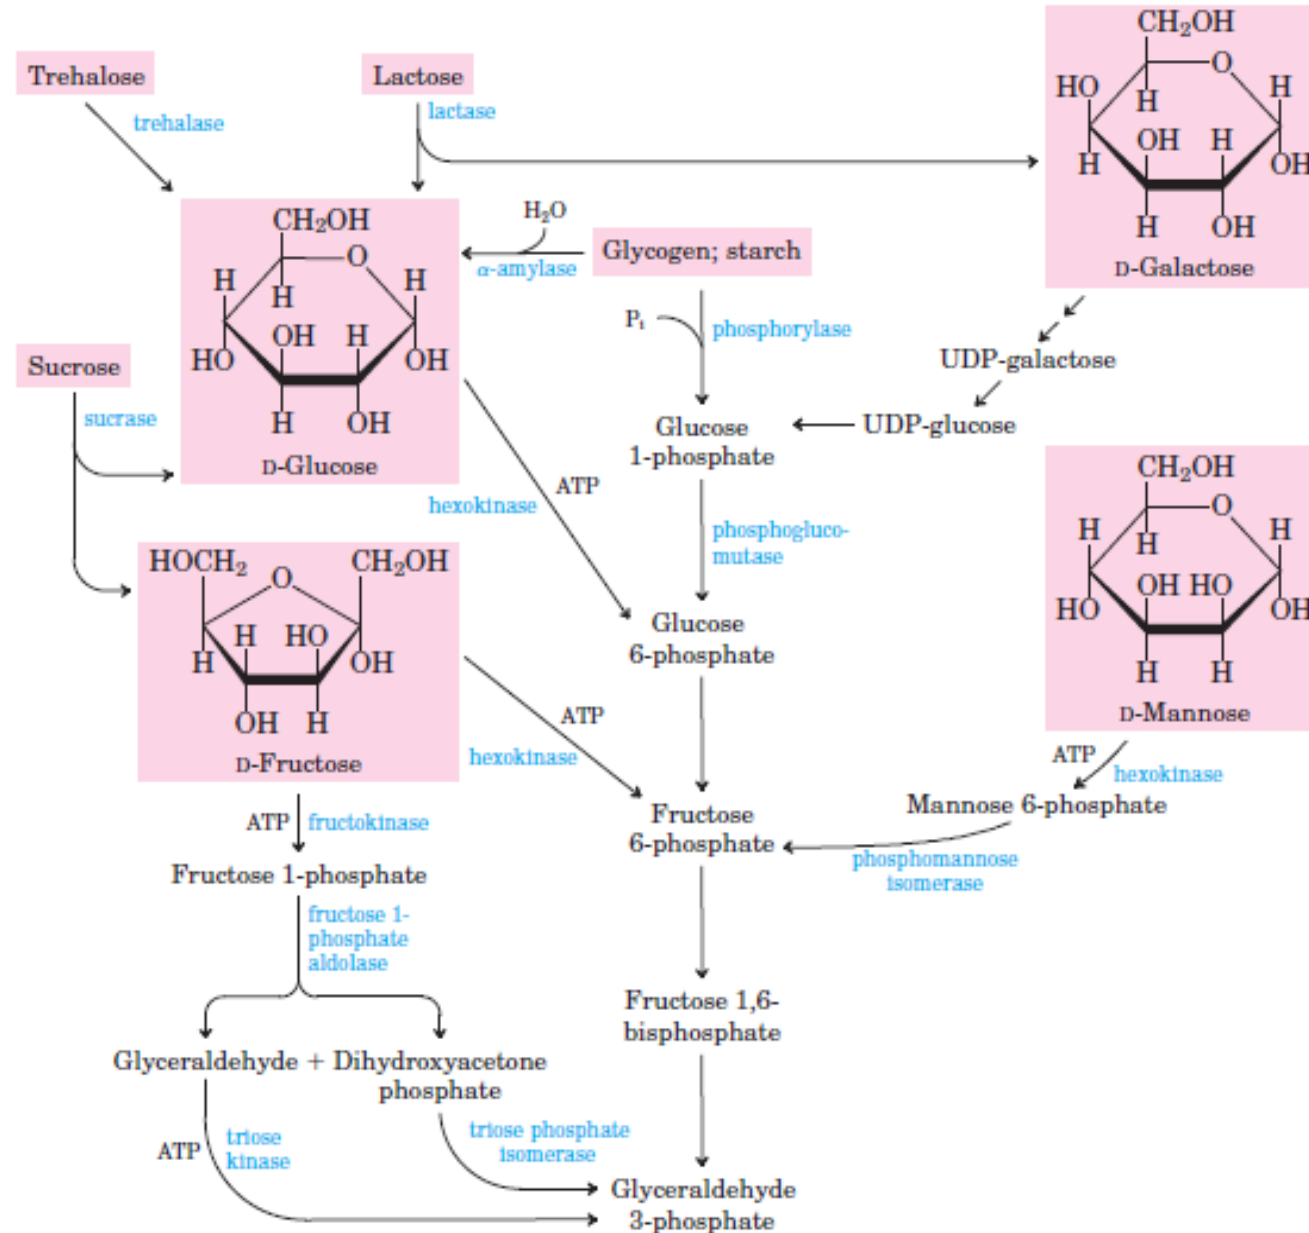 Trehalose
trehalase
Lactose
lactase
CH₂OH
O
HO
H
H
OH
H
H
OH
H
OH
D-Galactose
CH₂OH
O
H
H
H
OH
H
HO
OH
H
OH
D-Glucose
H₂O
α-amylase
Glycogen; starch
Pᵢ
phosphorylase
UDP-galactose
UDP-glucose
Glucose
1-phosphate
Sucrose
sucrase
hexokinase
ATP
phosphogluco-
mutase
Glucose
6-phosphate
CH₂OH
O
H
H
H
OH
HO
HO
OH
H
H
D-Mannose
ATP
hexokinase
Mannose 6-phosphate
phosphomannose
isomerase
HOCH₂
O
CH₂OH
H
HO
H
OH
OH
H
D-Fructose
ATP
hexokinase
Fructose
6-phosphate
ATP
fructokinase
Fructose 1-phosphate
fructose 1-
phosphate
aldolase
Fructose 1,6-
bisphosphate
Glyceraldehyde + Dihydroxyacetone
phosphate
ATP
triose
kinase
triose phosphate
isomerase
Glyceraldehyde
3-phosphate